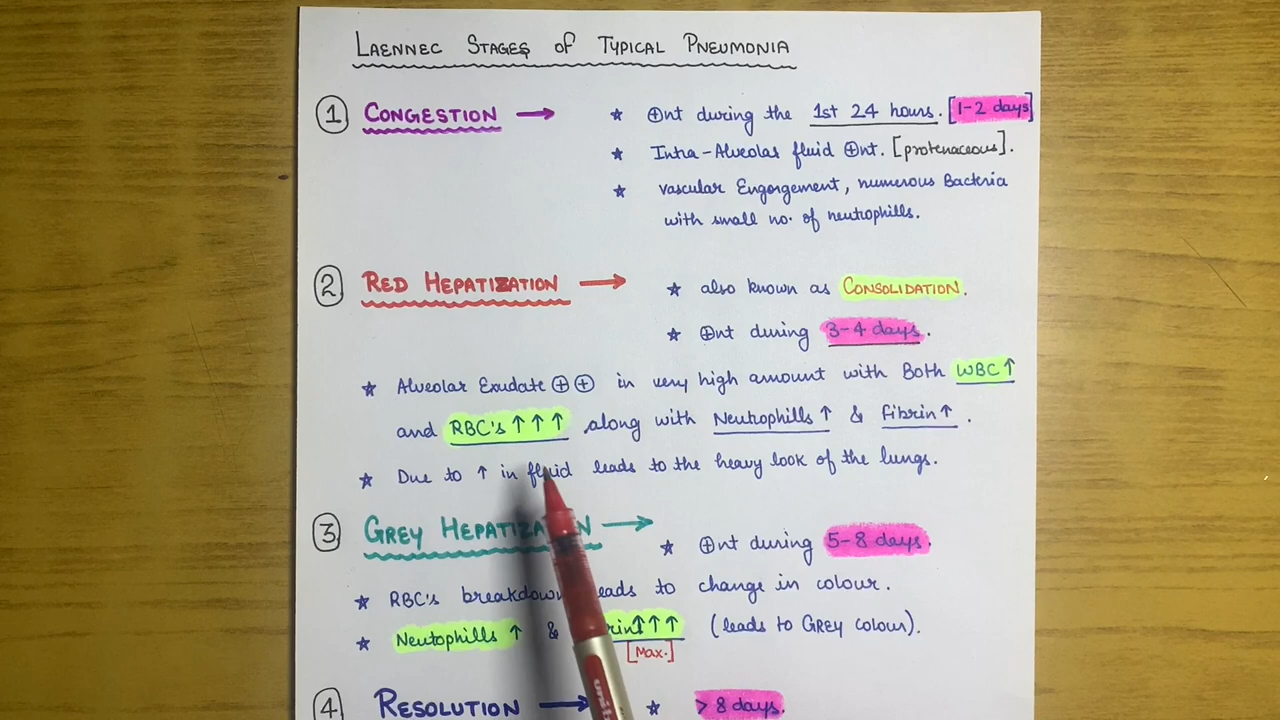 LAENNEC STAGES of TYPICAL PNEUMONIA
① CONGESTION → ★ ⊕nt during the 1st 24 hours. [1-2 days]
★ Intra-Alveolar fluid ⊕nt. [protenaceous].
★ vascular Engorgement, numerous Bacteria
with small no. of neutrophills.
② RED HEPATIZATION → ★ also known as CONSOLIDATION.
★ ⊕nt during 3-4 days.
★ Alveolar Exudate ⊕⊕ in very high amount with Both WBC↑
and RBC's ↑↑↑ along with Neutrophills ↑ & fibrin ↑.
★ Due to ↑ in fluid leads to the heavy look of the lungs.
③ GREY HEPATIZATION →
★ ⊕nt during 5-8 days.
★ RBC's breakdown leads to change in colour.
★ Neutophills ↑ & ↑↑↑ (leads to GREY colour).
[Max.]
④ RESOLUTION → ★ > 8 days.